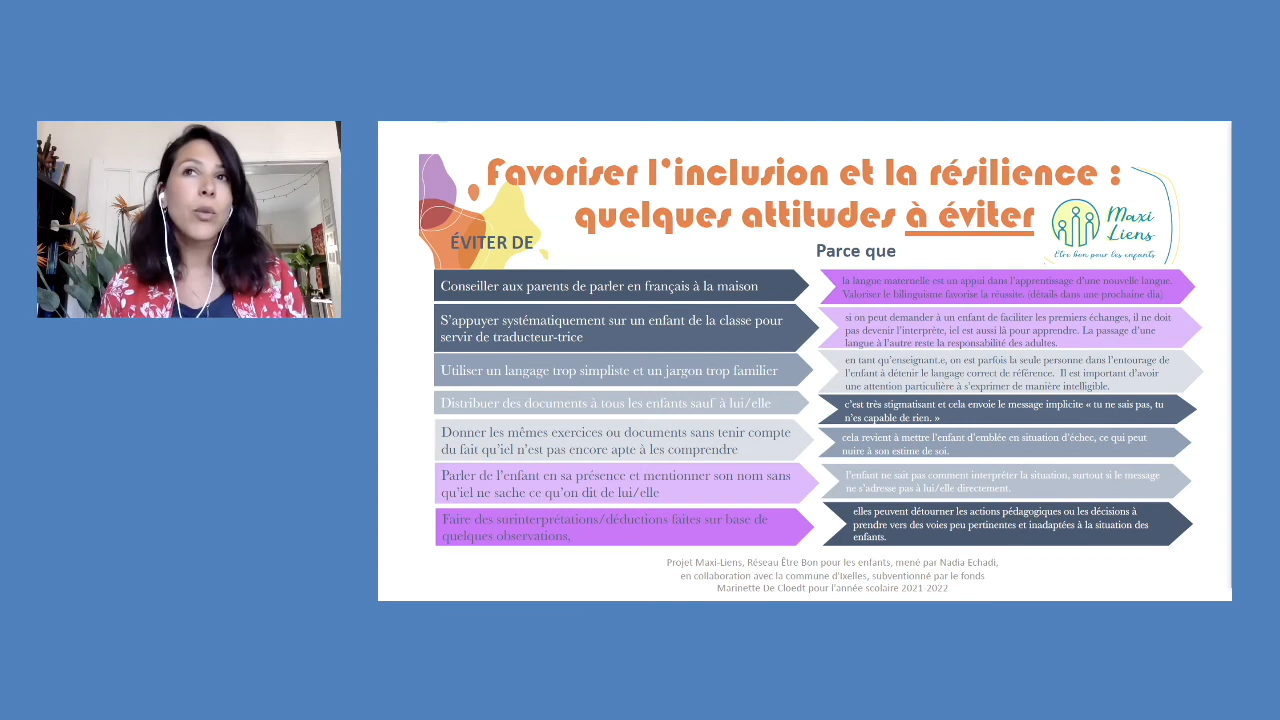 Favoriser l'inclusion et la résilience :
quelques attitudes à éviter
Maxi
Liens
Etre bon pour les enfants
ÉVITER DE
Parce que
Conseiller aux parents de parler en français à la maison
la langue maternelle est un appui dans l'apprentissage d'une nouvelle langue.
Valoriser le bilinguisme favorise la réussite. (détails dans une prochaine dia)
S'appuyer systématiquement sur un enfant de la classe pour
servir de traducteur-trice
si on peut demander à un enfant de faciliter les premiers échanges, il ne doit
pas devenir l'interprète, iel est aussi là pour apprendre. La passage d'une
langue à l'autre reste la responsabilité des adultes.
Utiliser un langage trop simpliste et un jargon trop familier
en tant qu'enseignant.e, on est parfois la seule personne dans l'entourage de
l'enfant à détenir le langage correct de référence. Il est important d'avoir
une attention particulière à s'exprimer de manière intelligible.
Distribuer des documents à tous les enfants sauf à lui/elle
c'est très stigmatisant et cela envoie le message implicite « tu ne sais pas, tu
n'es capable de rien. »
Donner les mêmes exercices ou documents sans tenir compte
du fait qu'iel n'est pas encore apte à les comprendre
cela revient à mettre l'enfant d'emblée en situation d'échec, ce qui peut
nuire à son estime de soi.
Parler de l'enfant en sa présence et mentionner son nom sans
qu'iel ne sache ce qu'on dit de lui/elle
l'enfant ne sait pas comment interpréter la situation, surtout si le message
ne s'adresse pas à lui/elle directement.
Faire des surinterprétations/déductions faites sur base de
quelques observations,
elles peuvent détourner les actions pédagogiques ou les décisions à
prendre vers des voies peu pertinentes et inadaptées à la situation des
enfants.
Projet Maxi-Liens, Réseau Être Bon pour les enfants, mené par Nadia Echadi,
en collaboration avec la commune d'Ixelles, subventionné par le fonds
Marinette De Cloedt pour l'année scolaire 2021-2022